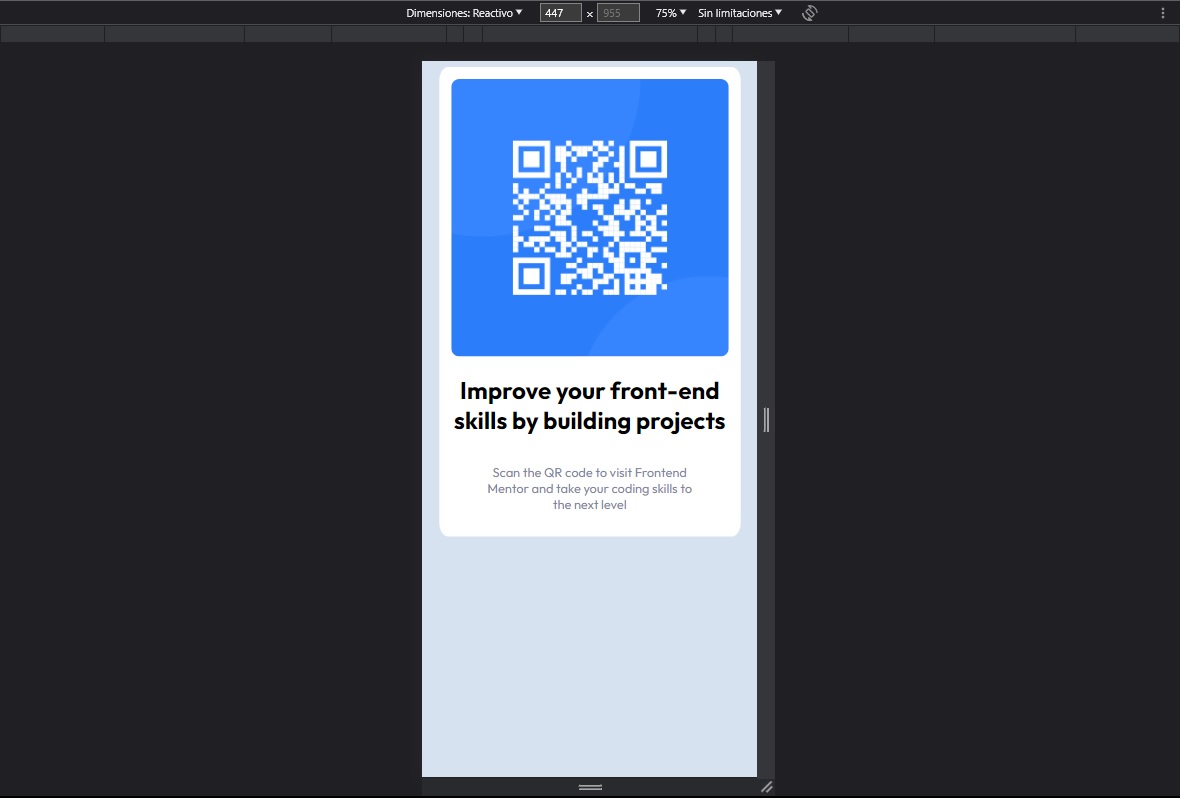 Dimensiones: Reactivo 447 x 955 75% Sin limitaciones
Improve your front-end
skills by building projects
Scan the QR code to visit Frontend
Mentor and take your coding skills to
the next level